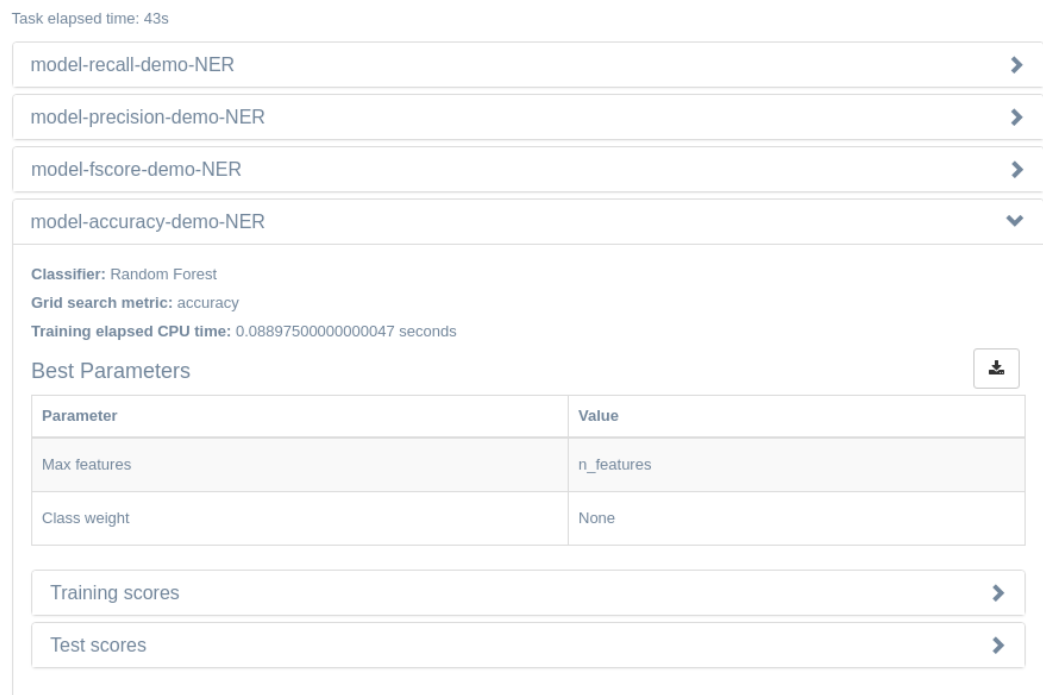 Task elapsed time: 43s
model-recall-demo-NER
model-precision-demo-NER
model-fscore-demo-NER
model-accuracy-demo-NER
Classifier: Random Forest
Grid search metric: accuracy
Training elapsed CPU time: 0.08897500000000047 seconds
Best Parameters
Parameter Value
Max features n_features
Class weight None
Training scores
Test scores